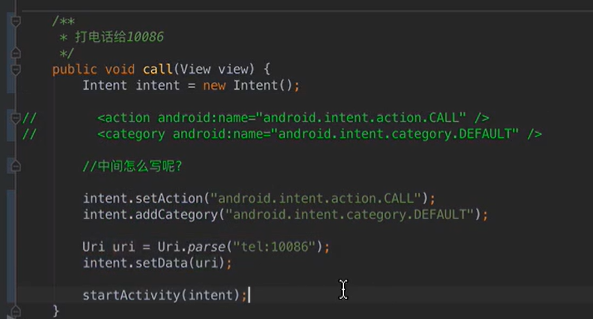 /**
* 打电话给10086
*/
public void call(View view) {
Intent intent = new Intent();
// <action android:name="android.intent.action.CALL" />
// <category android:name="android.intent.category.DEFAULT" />
//中间怎么写呢?
intent.setAction("android.intent.action.CALL");
intent.addCategory("android.intent.category.DEFAULT");
Uri uri = Uri.parse("tel:10086");
intent.setData(uri);
startActivity(intent);
}